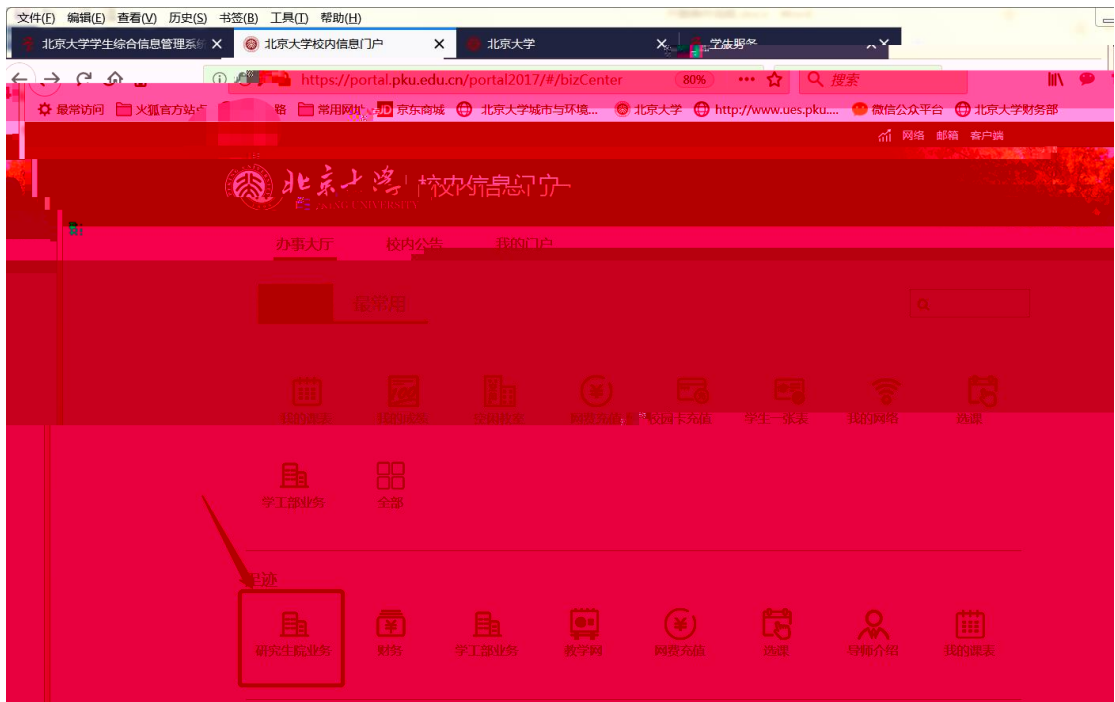 文件(F) 编辑(E) 查看(V) 历史(S) 书签(B) 工具(T) 帮助(H)
北京大学学生综合信息管理系统 北京大学校内信息门户 北京大学
https://portal.pku.edu.cn/portal2017/#/bizCenter 80% 搜索
最常访问 火狐官方站点 常用网址 京东商城 北京大学城市与环境... 北京大学 http://www.ues.pku.... 微信公众平台 北京大学财务部
网络 邮箱 客户端
北京大学 校内信息门户
办事大厅 校内公告 我的门户
最常用
我的课表 网费充值 校园卡充值 学生一张表 我的网络 选课
学工部业务 全部
足迹
研究生院业务 财务 学工部业务 教学网 网费充值 选课 导师介绍 我的课表